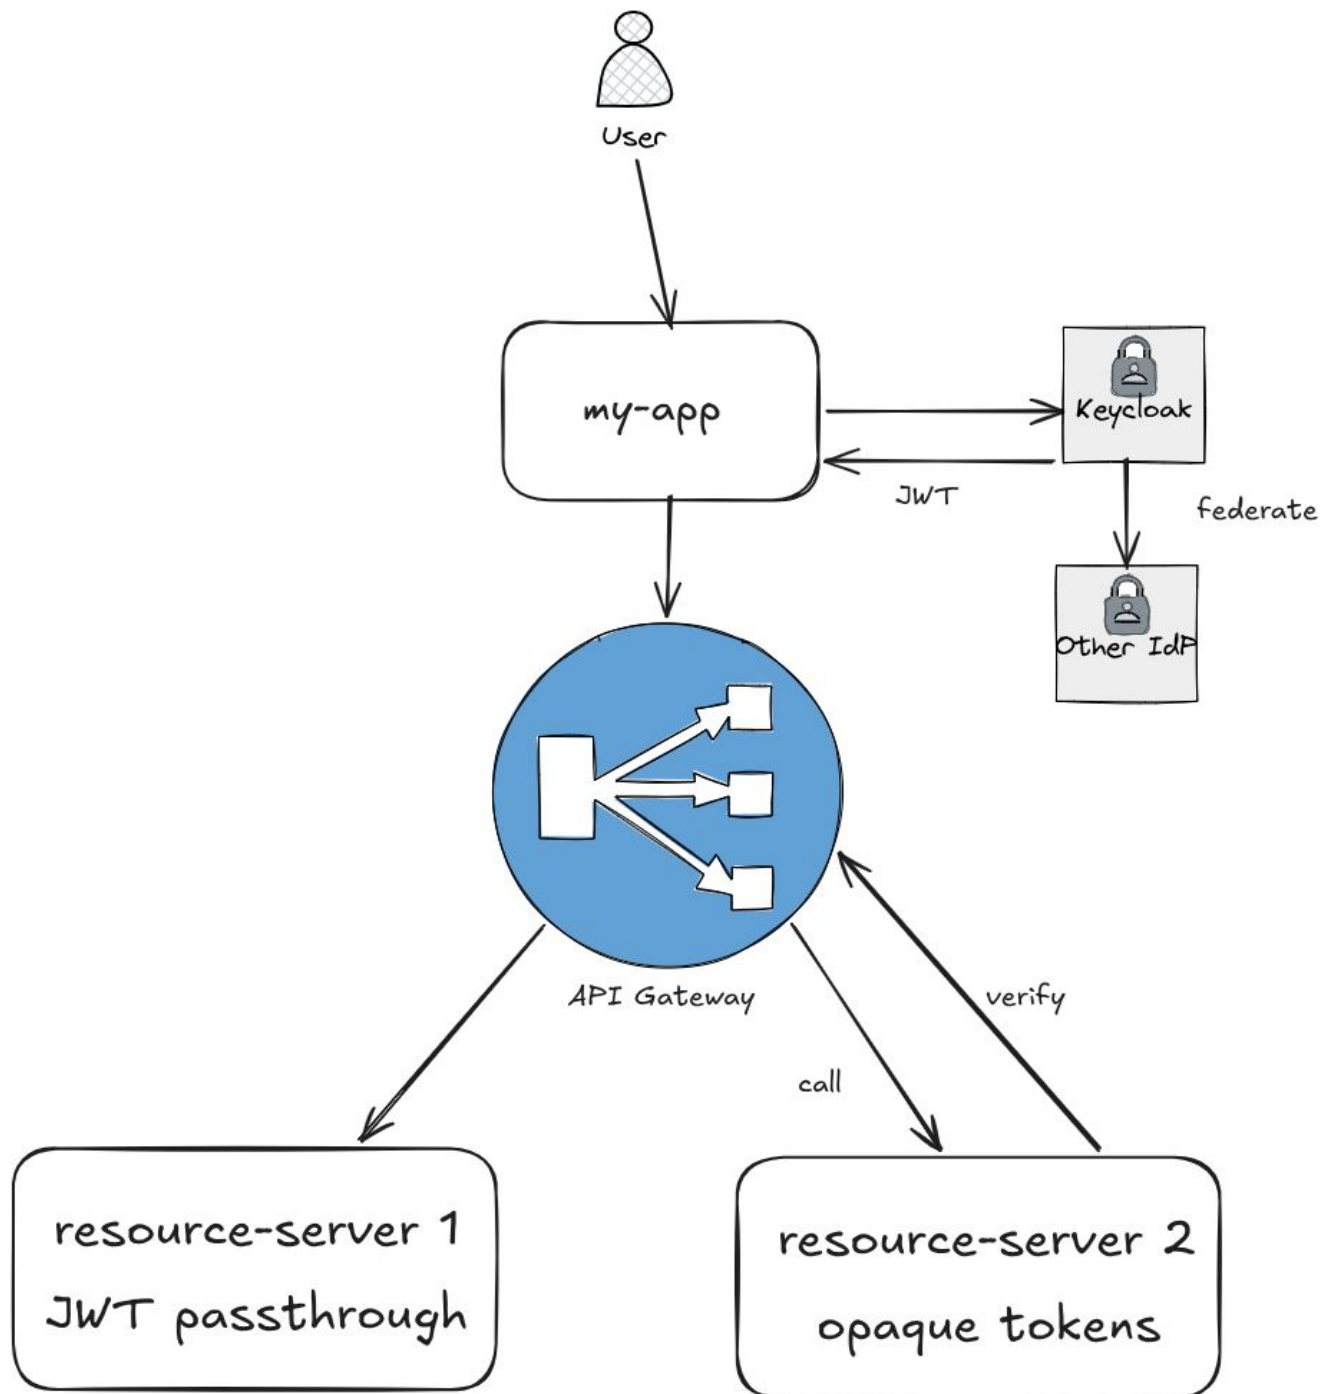 User
my-app
Keycloak
JWT
federate
Other IdP
API Gateway
verify
call
resource-server 1
JWT passthrough
resource-server 2
opaque tokens